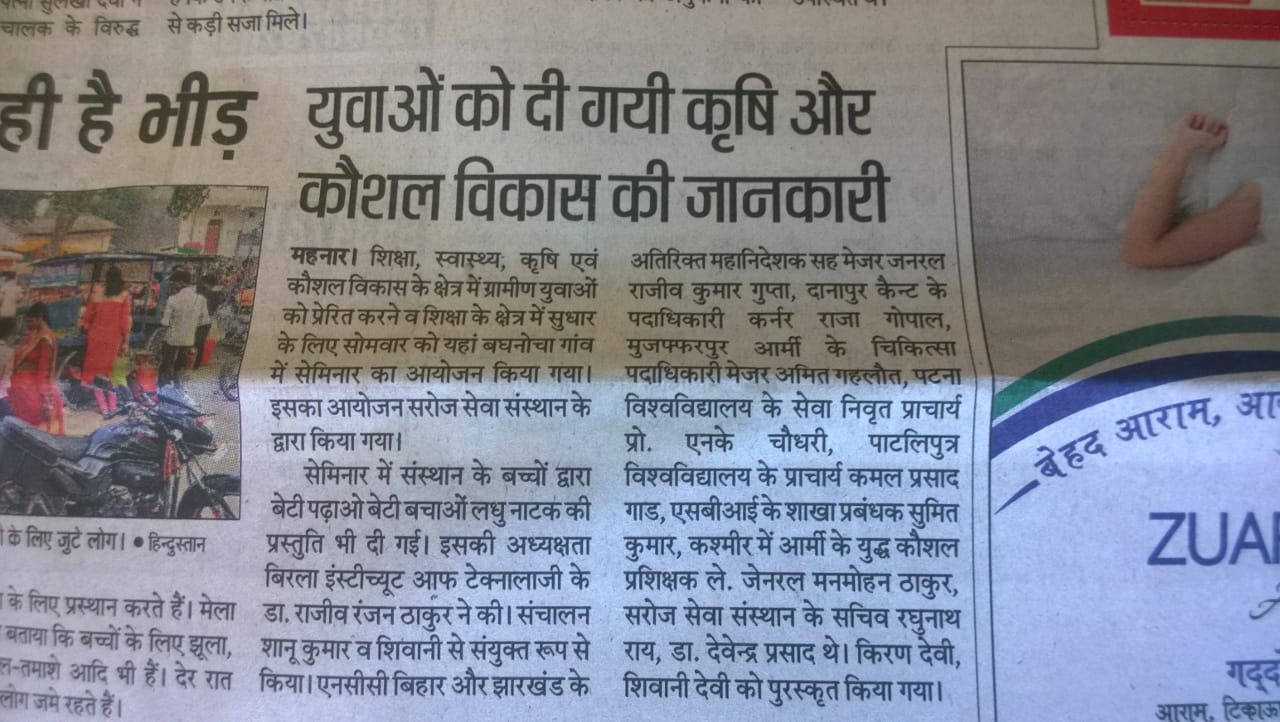 चालक के विरुद्ध
से कड़ी सजा मिले।
ही है भीड़
के लिए जुटे लोग। ● हिन्दुस्तान
के लिए प्रस्थान करते हैं। मेला
बताया कि बच्चों के लिए झूला,
ल-तमाशे आदि भी हैं। देर रात
लोग जमे रहते हैं।
युवाओं को दी गयी कृषि और
कौशल विकास की जानकारी
महनार। शिक्षा, स्वास्थ्य, कृषि एवं
कौशल विकास के क्षेत्र में ग्रामीण युवाओं
को प्रेरित करने व शिक्षा के क्षेत्र में सुधार
के लिए सोमवार को यहां बघनोचा गांव
में सेमिनार का आयोजन किया गया।
इसका आयोजन सरोज सेवा संस्थान के
द्वारा किया गया।
सेमिनार में संस्थान के बच्चों द्वारा
बेटी पढ़ाओ बेटी बचाओं लधु नाटक की
प्रस्तुति भी दी गई। इसकी अध्यक्षता
बिरला इंस्टीच्यूट आफ टेक्नालाजी के
डा. राजीव रंजन ठाकुर ने की। संचालन
शानू कुमार व शिवानी से संयुक्त रूप से
किया। एनसीसी बिहार और झारखंड के
अतिरिक्त महानिदेशक सह मेजर जनरल
राजीव कुमार गुप्ता, दानापुर कैन्ट के
पदाधिकारी कर्नर राजा गोपाल,
मुजफ्फरपुर आर्मी के चिकित्सा
पदाधिकारी मेजर अमित गहलौत, पटना
विश्वविद्यालय के सेवा निवृत प्राचार्य
प्रो. एनके चौधरी, पाटलिपुत्र
विश्वविद्यालय के प्राचार्य कमल प्रसाद
गाड, एसबीआई के शाखा प्रबंधक सुमित
कुमार, कश्मीर में आर्मी के युद्ध कौशल
प्रशिक्षक ले. जेनरल मनमोहन ठाकुर,
सरोज सेवा संस्थान के सचिव रघुनाथ
राय, डा. देवेन्द्र प्रसाद थे। किरण देवी,
शिवानी देवी को पुरस्कृत किया गया।
बेहद आराम,
ZUA
गद्द
आराम, टिकाऊ